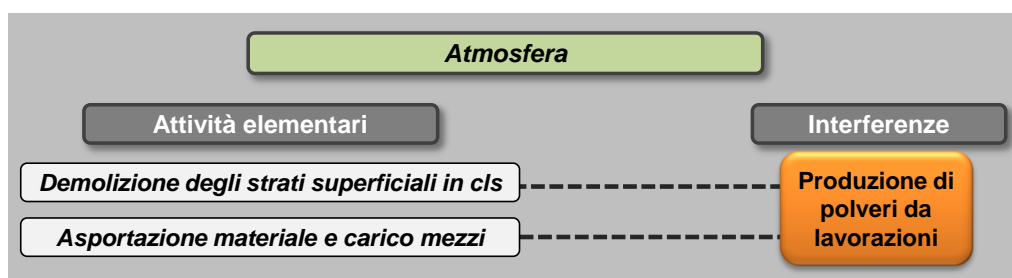 Atmosfera
Attività elementari
Interferenze
Demolizione degli strati superficiali in cls
Asportazione materiale e carico mezzi
Produzione di
polveri da
lavorazioni